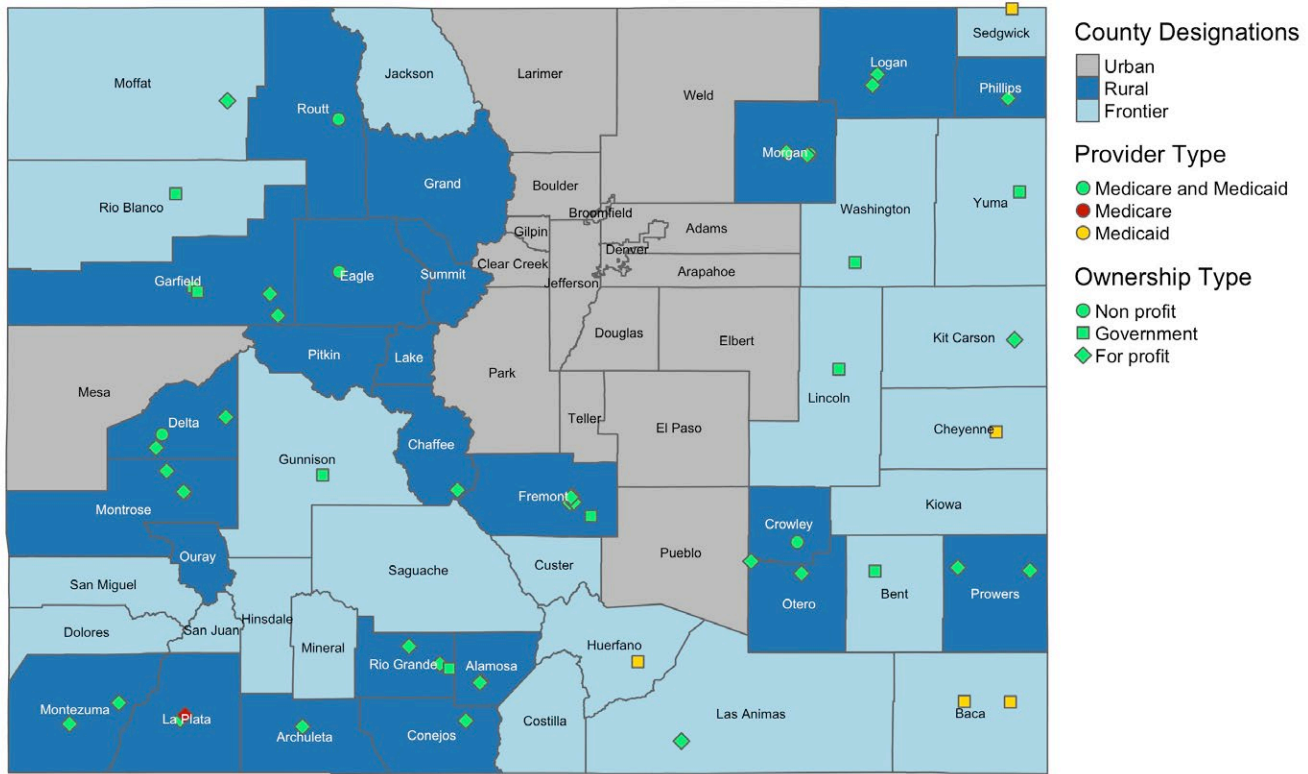 Sedgwick
County Designations
Urban
Rural
Frontier
Moffat
Jackson
Larimer
Logan
Phillips
Weld
Routt
Morgan
Provider Type
Medicare and Medicaid
Medicare
Medicaid
Grand
Boulder
Rio Blanco
Washington
Yuma
Broomfield
Gilpin
Adams
Denver
Clear Creek
Arapahoe
Garfield
Eagle
Summit
Jefferson
Ownership Type
Non profit
Government
For profit
Douglas
Elbert
Kit Carson
Pitkin
Lake
Park
Mesa
Lincoln
Delta
Teller
El Paso
Cheyenne
Chaffee
Gunnison
Fremont
Kiowa
Montrose
Crowley
Ouray
Pueblo
Custer
Saguache
San Miguel
Otero
Bent
Prowers
Hinsdale
Dolores
San Juan
Mineral
Huerfano
Rio Grande
Alamosa
Montezuma
La Plata
Costilla
Las Animas
Baca
Archuleta
Conejos